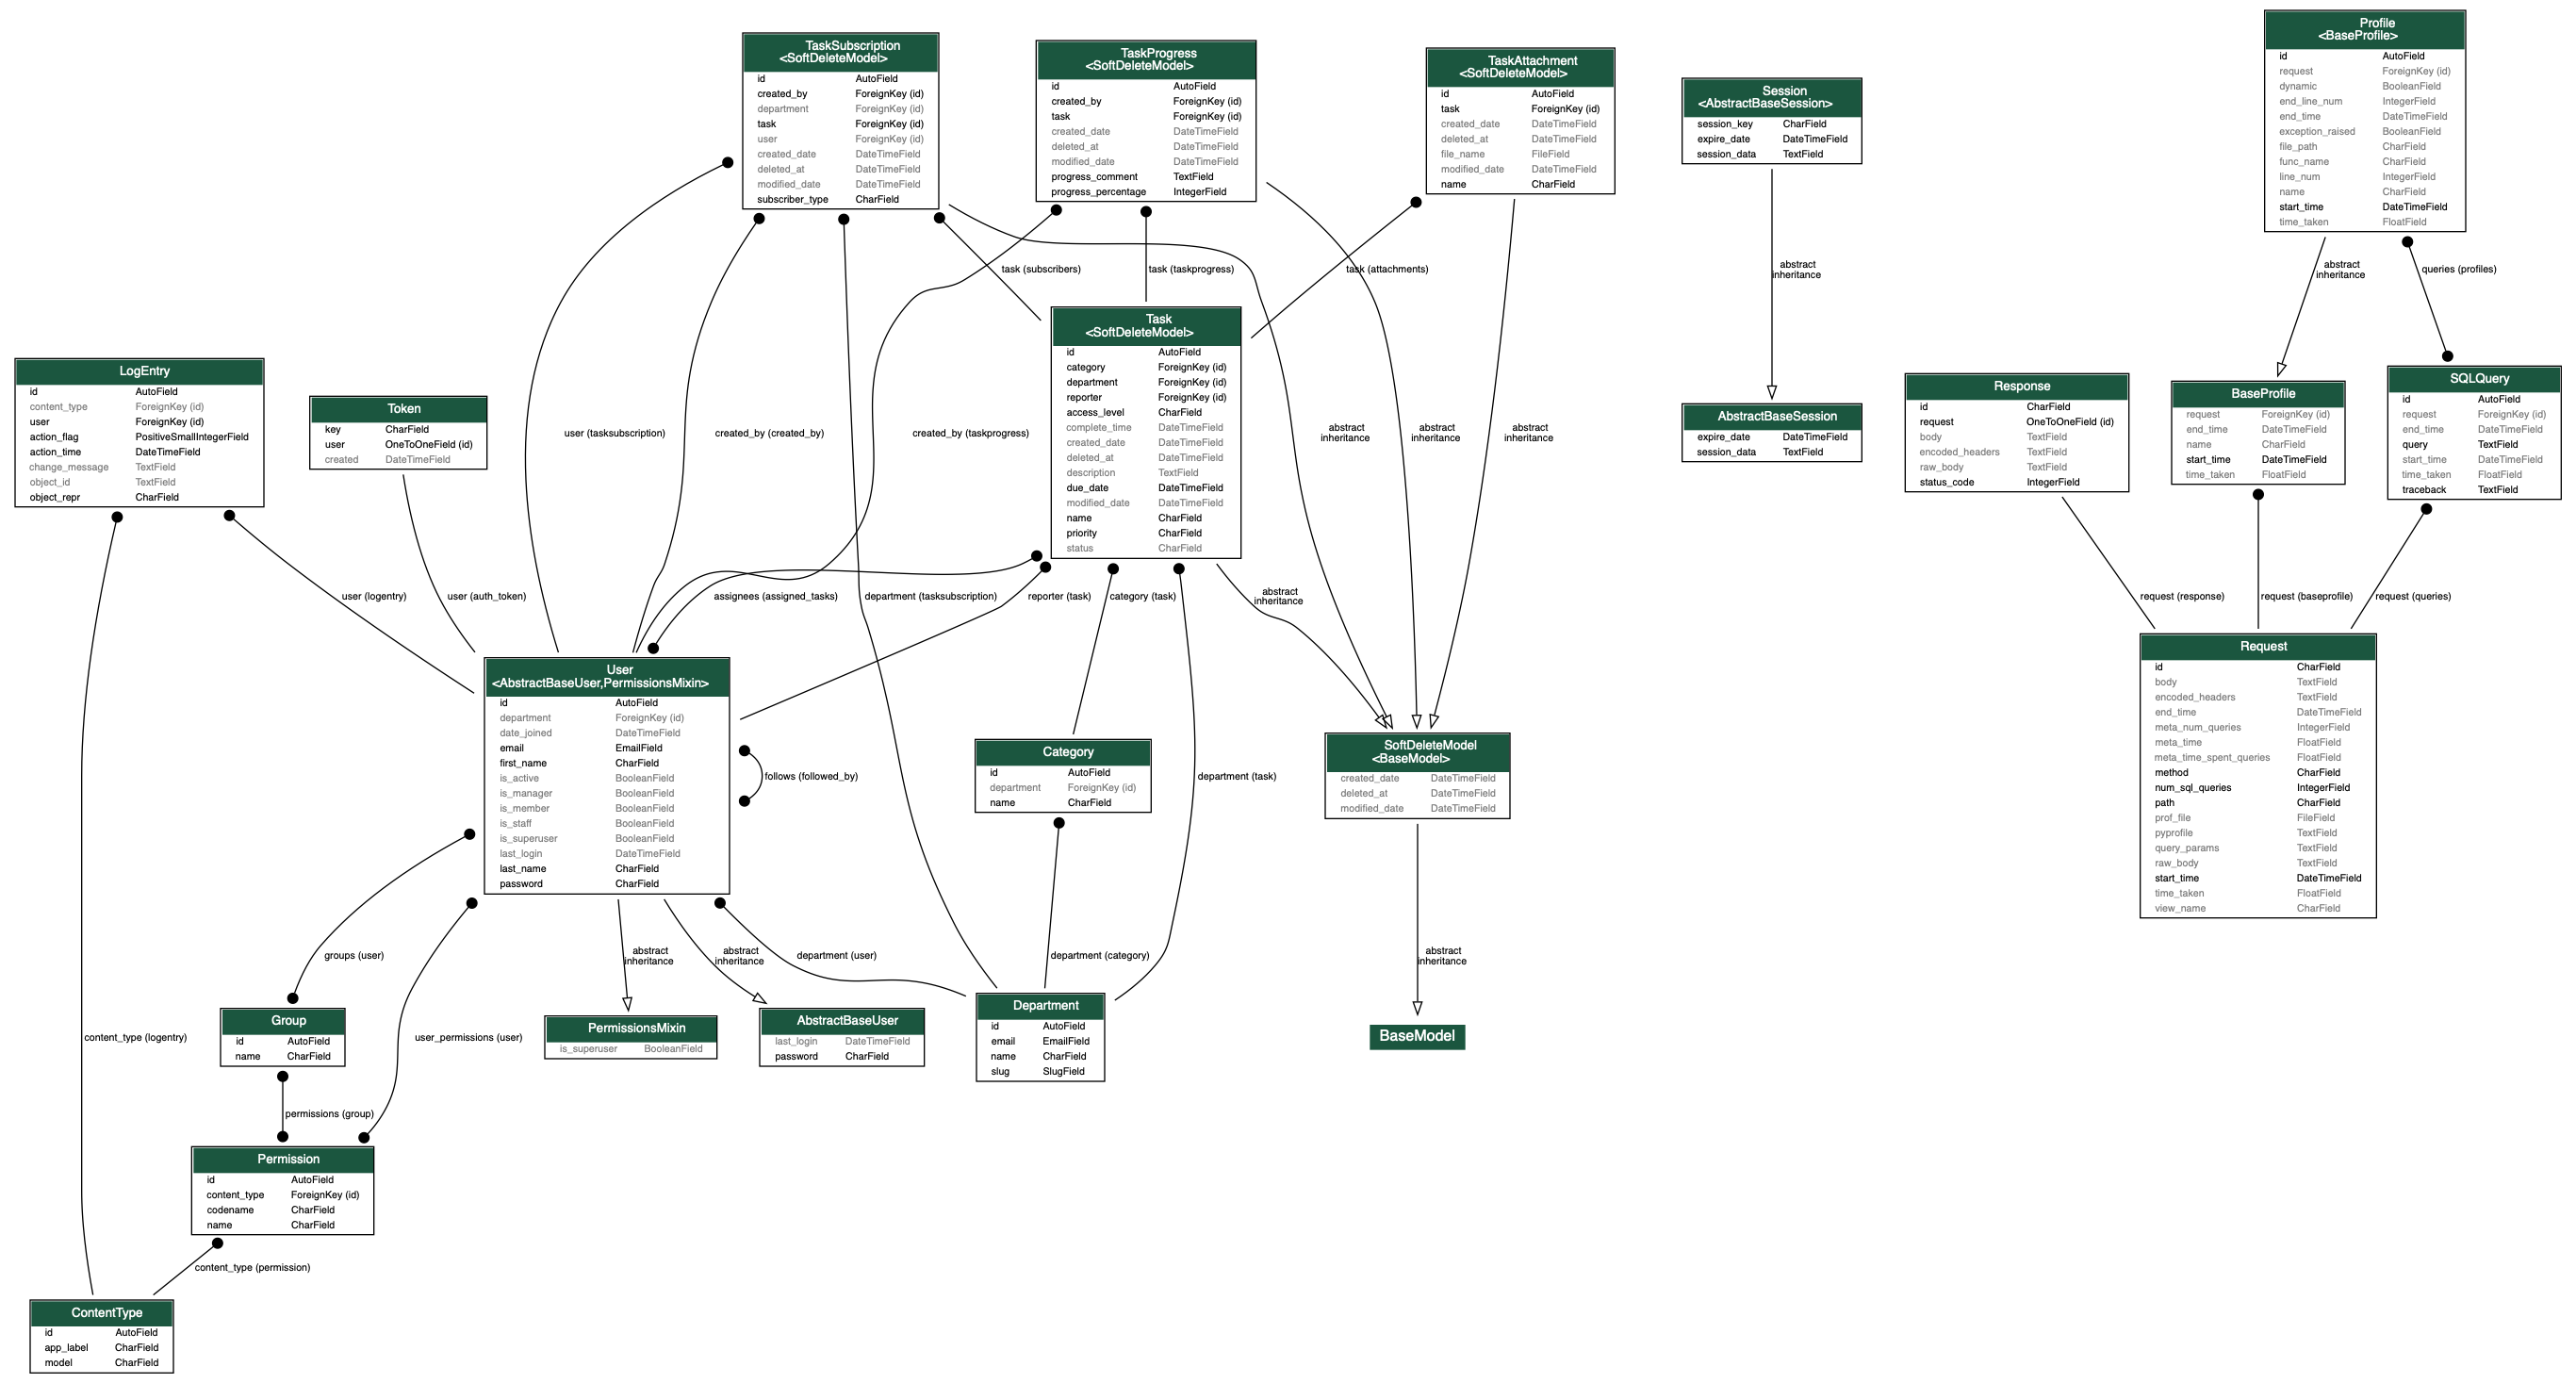 TaskSubscription
<SoftDeleteModel>
id AutoField
created_by ForeignKey (id)
department ForeignKey (id)
task ForeignKey (id)
user ForeignKey (id)
created_date DateTimeField
deleted_at DateTimeField
modified_date DateTimeField
subscriber_type CharField
TaskProgress
<SoftDeleteModel>
id AutoField
created_by ForeignKey (id)
task ForeignKey (id)
created_date DateTimeField
deleted_at DateTimeField
modified_date DateTimeField
progress_comment TextField
progress_percentage IntegerField
TaskAttachment
<SoftDeleteModel>
id AutoField
task ForeignKey (id)
created_date DateTimeField
deleted_at DateTimeField
file_name FileField
modified_date DateTimeField
name CharField
Session
<AbstractBaseSession>
session_key CharField
expire_date DateTimeField
session_data TextField
Profile
<BaseProfile>
id AutoField
request ForeignKey (id)
dynamic BooleanField
end_line_num IntegerField
end_time DateTimeField
exception_raised BooleanField
file_path CharField
func_name CharField
line_num IntegerField
name CharField
start_time DateTimeField
time_taken FloatField
task (subscribers)
task (taskprogress)
task (attachments)
abstract
inheritance
abstract
inheritance
queries (profiles)
Task
<SoftDeleteModel>
id AutoField
category ForeignKey (id)
department ForeignKey (id)
reporter ForeignKey (id)
access_level CharField
complete_time DateTimeField
created_date DateTimeField
deleted_at DateTimeField
description TextField
due_date DateTimeField
modified_date DateTimeField
name CharField
priority CharField
status CharField
LogEntry
id AutoField
content_type ForeignKey (id)
user ForeignKey (id)
action_flag PositiveSmallIntegerField
action_time DateTimeField
change_message TextField
object_id TextField
object_repr CharField
Token
key CharField
user OneToOneField (id)
created DateTimeField
user (tasksubscription)
created_by (created_by)
created_by (taskprogress)
abstract
inheritance
abstract
inheritance
abstract
inheritance
AbstractBaseSession
expire_date DateTimeField
session_data TextField
Response
id CharField
request OneToOneField (id)
body TextField
encoded_headers TextField
raw_body TextField
status_code IntegerField
BaseProfile
request ForeignKey (id)
end_time DateTimeField
name CharField
start_time DateTimeField
time_taken FloatField
SQLQuery
id AutoField
request ForeignKey (id)
end_time DateTimeField
query TextField
start_time DateTimeField
time_taken FloatField
traceback TextField
user (logentry)
user (auth_token)
assignees (assigned_tasks)
department (tasksubscription)
reporter (task)
category (task)
abstract
inheritance
request (response)
request (baseprofile)
request (queries)
User
<AbstractBaseUser,PermissionsMixin>
id AutoField
department ForeignKey (id)
date_joined DateTimeField
email EmailField
first_name CharField
is_active BooleanField
is_manager BooleanField
is_member BooleanField
is_staff BooleanField
is_superuser BooleanField
last_login DateTimeField
last_name CharField
password CharField
follows (followed_by)
Category
id AutoField
department ForeignKey (id)
name CharField
department (task)
SoftDeleteModel
<BaseModel>
created_date DateTimeField
deleted_at DateTimeField
modified_date DateTimeField
Request
id CharField
body TextField
encoded_headers TextField
end_time DateTimeField
meta_num_queries IntegerField
meta_time FloatField
meta_time_spent_queries FloatField
method CharField
num_sql_queries IntegerField
path CharField
prof_file FileField
pyprofile TextField
query_params TextField
raw_body TextField
start_time DateTimeField
time_taken FloatField
view_name CharField
groups (user)
abstract
inheritance
abstract
inheritance
department (user)
department (category)
abstract
inheritance
content_type (logentry)
Group
id AutoField
name CharField
user_permissions (user)
PermissionsMixin
is_superuser BooleanField
AbstractBaseUser
last_login DateTimeField
password CharField
Department
id AutoField
email EmailField
name CharField
slug SlugField
BaseModel
permissions (group)
Permission
id AutoField
content_type ForeignKey (id)
codename CharField
name CharField
content_type (permission)
ContentType
id AutoField
app_label CharField
model CharField